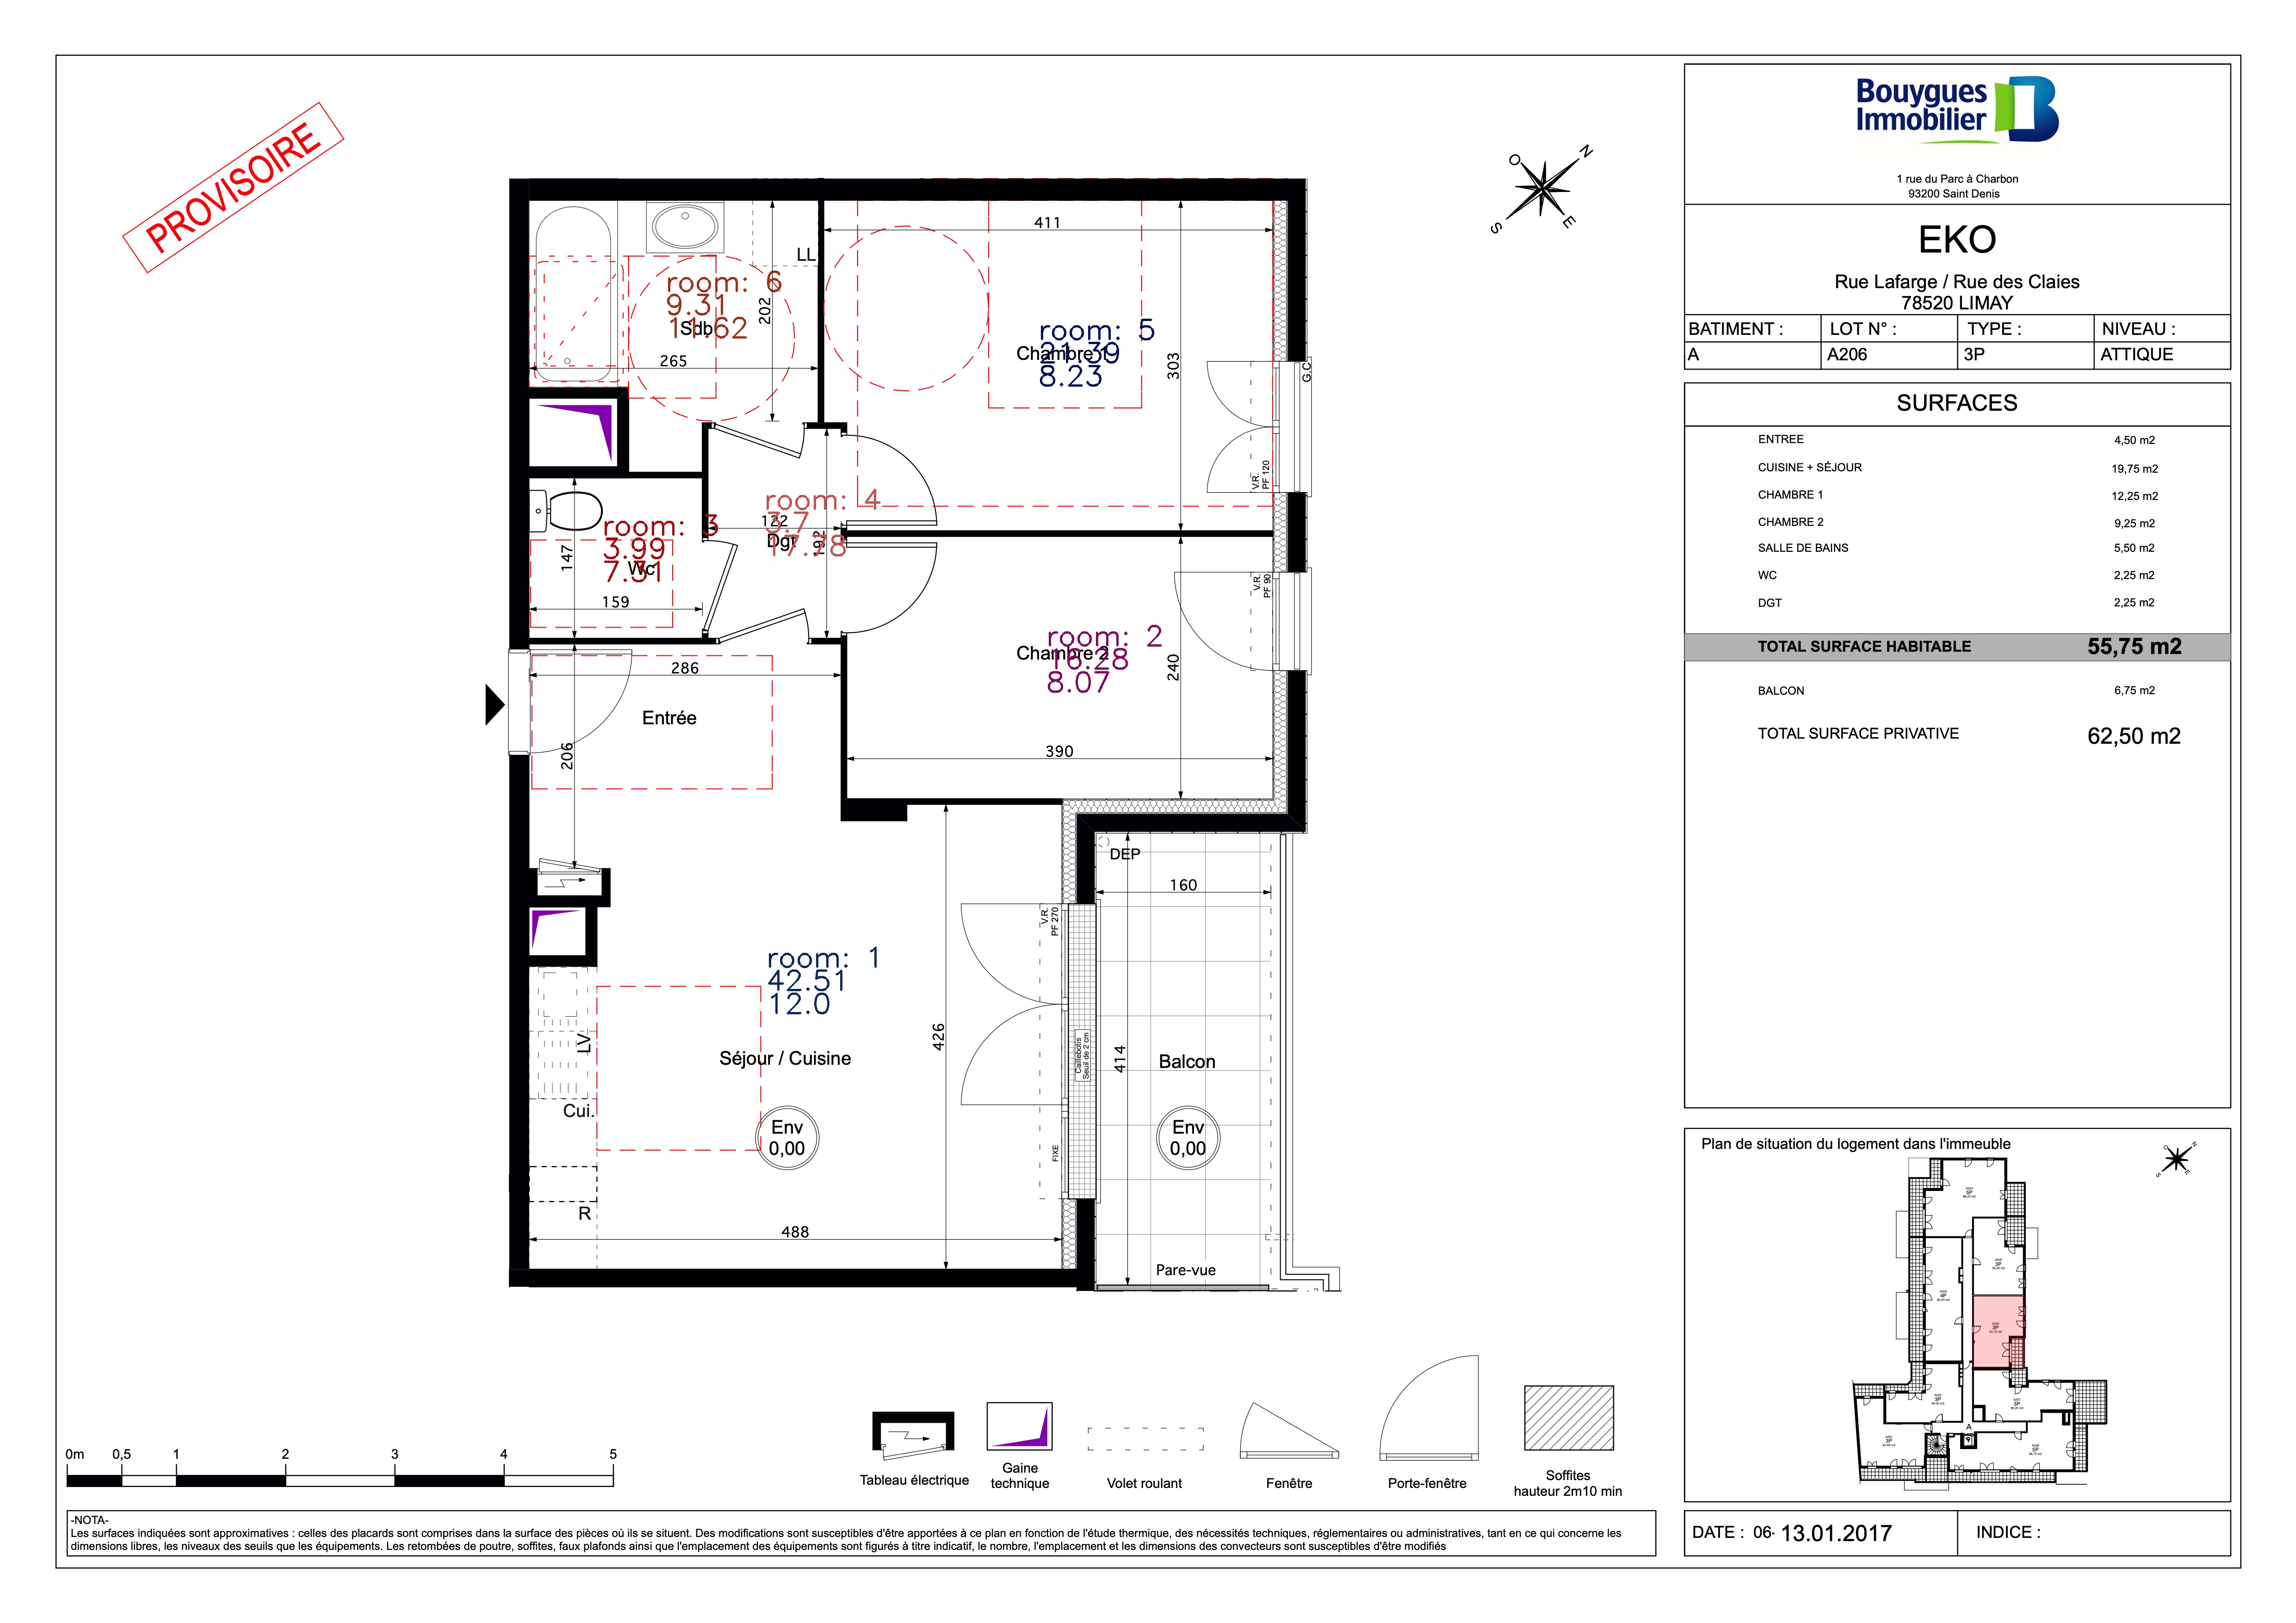 PROVISOIRE
O
N
S
E
411
LL
room: 6
9.31
11.62
Sdb
202
265
room: 5
21.39
8.23
Chambre 1
303
G.C
V.R.
PF 120
room: 4
3.7
17.78
122
192
Dgt
room: 3
3.99
7.31
Wc
147
159
V.R.
PF 90
room: 2
16.28
8.07
Chambre 2
240
390
286
Entrée
206
DEP
160
V.R.
PF 270
room: 1
42.51
12.0
LV
426
Caillebotis
Seuil de 2 cm
414
Séjour / Cuisine
Balcon
Cui.
Env
0,00
Env
0,00
FIXE
R
488
Pare-vue
0m 0,5 1 2 3 4 5
Tableau électrique
Gaine
technique
Volet roulant
Fenêtre
Porte-fenêtre
Soffites
hauteur 2m10 min
-NOTA-
Les surfaces indiquées sont approximatives : celles des placards sont comprises dans la surface des pièces où ils se situent. Des modifications sont susceptibles d'être apportées à ce plan en fonction de l'étude thermique, des nécessités techniques, réglementaires ou administratives, tant en ce qui concerne les
dimensions libres, les niveaux des seuils que les équipements. Les retombées de poutre, soffites, faux plafonds ainsi que l'emplacement des équipements sont figurés à titre indicatif, le nombre, l'emplacement et les dimensions des convecteurs sont susceptibles d'être modifiés
Bouygues
Immobilier
1 rue du Parc à Charbon
93200 Saint Denis
EKO
Rue Lafarge / Rue des Claies
78520 LIMAY
BATIMENT : LOT N° : TYPE : NIVEAU :
A A206 3P ATTIQUE
SURFACES
ENTREE 4,50 m2
CUISINE + SÉJOUR 19,75 m2
CHAMBRE 1 12,25 m2
CHAMBRE 2 9,25 m2
SALLE DE BAINS 5,50 m2
WC 2,25 m2
DGT 2,25 m2
TOTAL SURFACE HABITABLE 55,75 m2
BALCON 6,75 m2
TOTAL SURFACE PRIVATIVE 62,50 m2
Plan de situation du logement dans l'immeuble
O
N
S
E
5P
3P
4P
3P
3P
3P
3P
5P
A
DATE : 06- 13.01.2017 INDICE :